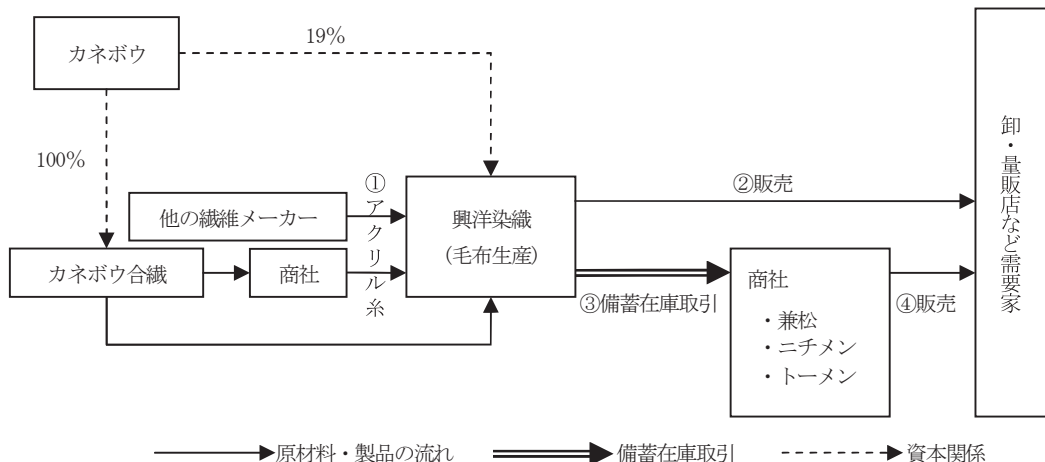 カネボウ
19%
100%
他の繊維メーカー
カネボウ合繊
商社
①アクリル糸
興洋染織
(毛布生産)
②販売
③備蓄在庫取引
商社
・兼松
・ニチメン
・トーメン
④販売
卸・量販店など需要家
原材料・製品の流れ
備蓄在庫取引
資本関係